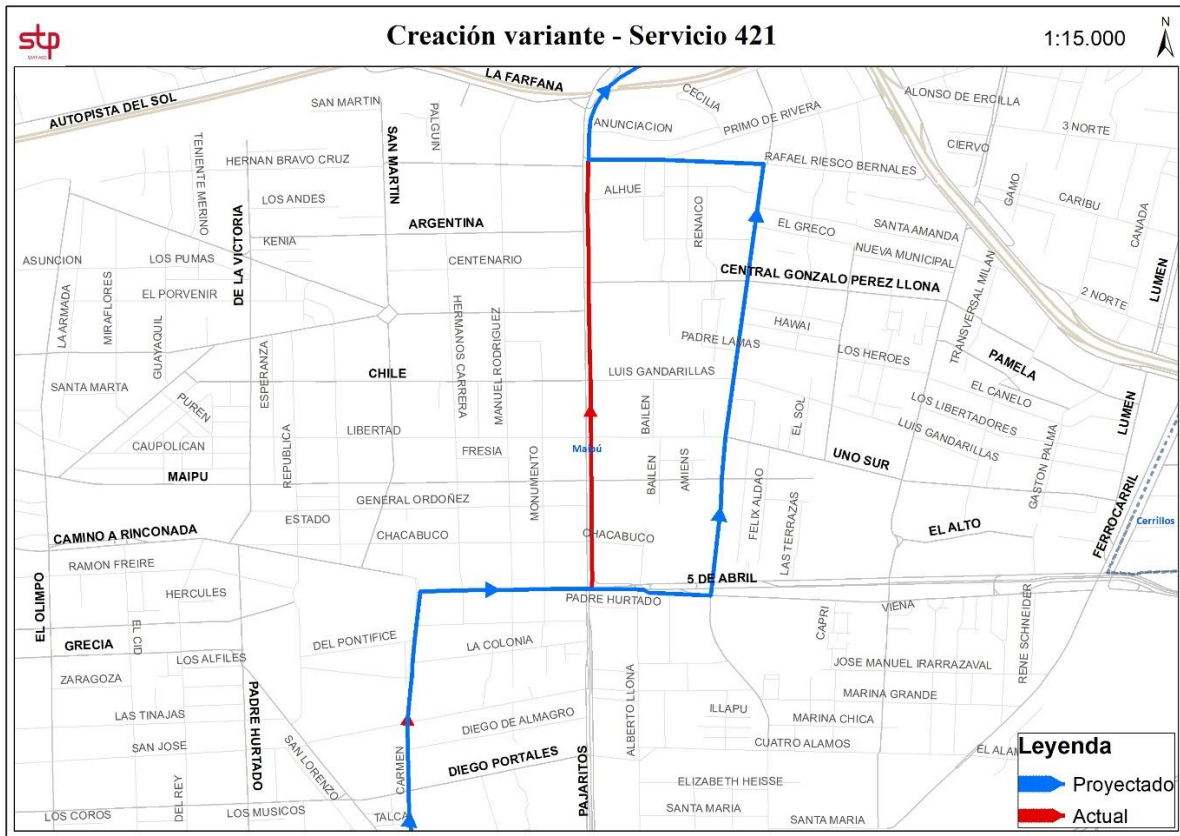 stp
SANTIAGO
Creación variante - Servicio 421
1:15.000
N
LA FARFANA
AUTOPISTA DEL SOL
SAN MARTIN
PALGUIN
CECILIA
ALONSO DE ERCILLA
ANUNCIACION
PRIMO DE RIVERA
3 NORTE
TENIENTE MERINO
SAN MARTIN
CIERVO
HERNAN BRAVO CRUZ
RAFAEL RIESCO BERNALES
GAMO
LOS ANDES
ALHUE
CARIBU
CANADA
DE LA VICTORIA
ARGENTINA
RENAICO
EL GRECO
SANTA AMANDA
KENIA
NUEVA MUNICIPAL
ASUNCION
LOS PUMAS
CENTENARIO
CENTRAL GONZALO PEREZ LLONA
LUMEN
LA ARMADA
MIRAFLORES
EL PORVENIR
2 NORTE
GUAYAQUIL
HERMANOS CARRERA
MANUEL RODRIGUEZ
HAWAI
TRANSVERSAL MILAN
PADRE LAMAS
LOS HEROES
PAMELA
SANTA MARTA
ESPERANZA
CHILE
LUIS GANDARILLAS
EL CANELO
PUREN
LOS LIBERTADORES
LUMEN
LIBERTAD
BAILEN
EL SOL
LUIS GANDARILLAS
CAUPOLICAN
REPUBLICA
FRESIA
Maipú
UNO SUR
GASTON PALMA
MAIPU
MONUMENTO
BAILEN
AMIENS
FELIX ALDAO
GENERAL ORDOÑEZ
LAS TERRAZAS
ESTADO
EL ALTO
FERROCARRIL
Cerrillos
CAMINO A RINCONADA
CHACABUCO
CHACABUCO
RAMON FREIRE
5 DE ABRIL
EL OLIMPO
HERCULES
PADRE HURTADO
VIENA
EL CID
DEL PONTIFICE
CAPRI
RENE SCHNEIDER
GRECIA
LA COLONIA
LOS ALFILES
JOSE MANUEL IRARRAZAVAL
ZARAGOZA
PADRE HURTADO
ALBERTO LLONA
MARINA GRANDE
LAS TINAJAS
ILLAPU
MARINA CHICA
DIEGO DE ALMAGRO
SAN JOSE
SAN LORENZO
CUATRO ALAMOS
DIEGO PORTALES
CARMEN
PAJARITOS
EL ALAM
Leyenda
DEL REY
ELIZABETH HEISSE
Proyectado
LOS COROS
LOS MUSICOS
TALCA
SANTA MARIA
SANTA MARIA
Actual